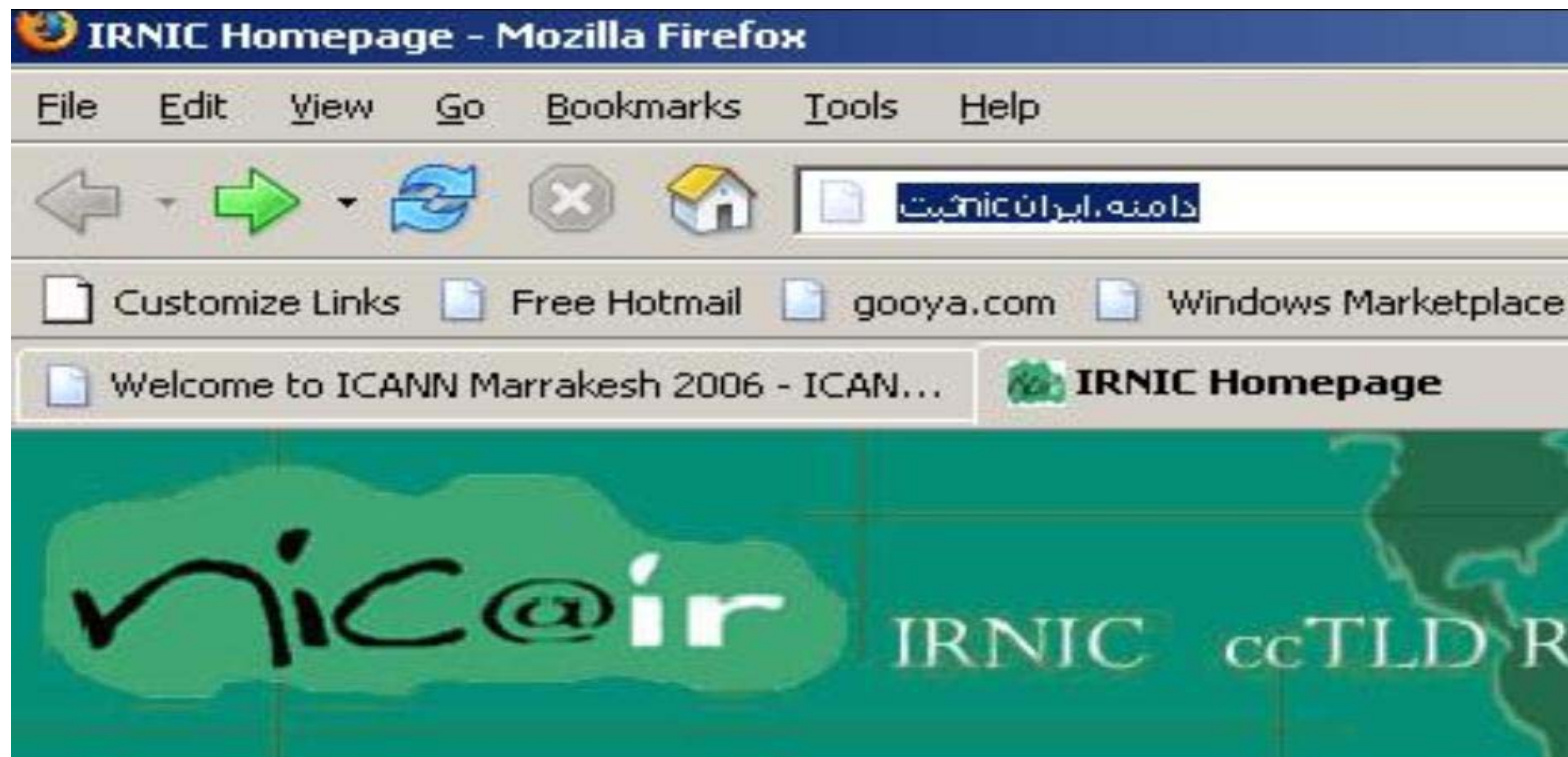 IRNIC Homepage - Mozilla Firefox
File Edit View Go Bookmarks Tools Help
دامنه.ایرانnicثبت
Customize Links Free Hotmail gooya.com Windows Marketplace
Welcome to ICANN Marrakesh 2006 - ICAN... IRNIC Homepage
nic@ir IRNIC ccTLD R